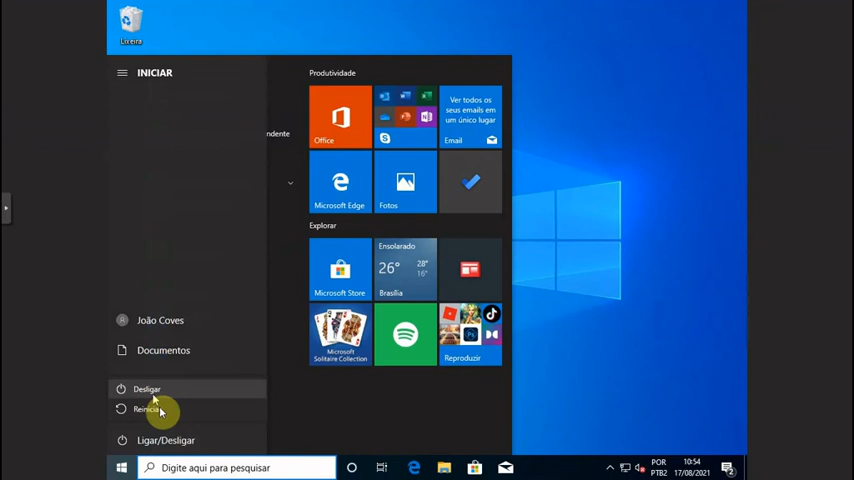 Lixeira
INICIAR
João Coves
Documentos
Desligar
Reinicia
Ligar/Desligar
ndente
Produtividade
Office
Ver todos os
seus emails em
um único lugar
Email
Microsoft Edge
Fotos
Explorar
Microsoft Store
Ensolarado
26°
28°
16°
Brasília
Microsoft
Solitaire Collection
Reproduzir
Digite aqui para pesquisar
POR
PTB2
10:54
17/08/2021
2